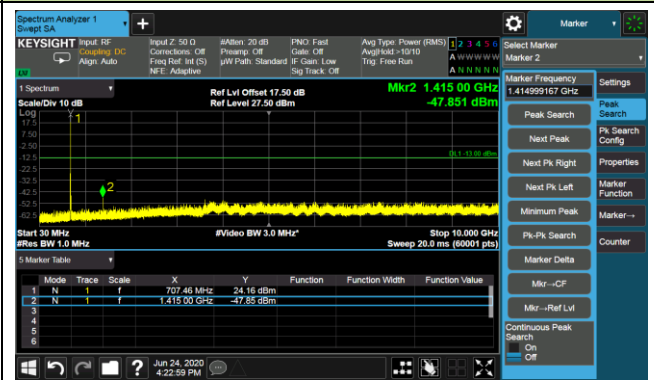 Spectrum Analyzer 1
Swept SA
Marker
KEYSIGHT
Input: RF
Coupling: DC
Align: Auto
Input Z: 50 Ω
Corrections: Off
Freq Ref: Int (S)
NFE: Adaptive
#Atten: 20 dB
Preamp: Off
µW Path: Standard
PNO: Fast
Gate: Off
IF Gain: Low
Sig Track: Off
Avg Type: Power (RMS)
Avg|Hold:>10/10
Trig: Free Run
1 2 3 4 5 6
A W W W W W
A N N N N N
Select Marker
Marker 2
Marker Frequency
1.414999167 GHz
Settings
Peak Search
Next Peak
Next Pk Right
Next Pk Left
Minimum Peak
Pk-Pk Search
Marker Delta
Mkr→CF
Mkr→Ref Lvl
Continuous Peak
Search
On
Off
Peak
Search
Pk Search
Config
Properties
Marker
Function
Marker→
Counter
1 Spectrum
Scale/Div 10 dB
Log
Ref Lvl Offset 17.50 dB
Ref Level 27.50 dBm
Mkr2 1.415 00 GHz
-47.851 dBm
17.5
7.50
-2.50
-12.5
-22.5
-32.5
-42.5
-52.5
-62.5
1
2
DL1 -13.00 dBm
Start 30 MHz
#Res BW 1.0 MHz
#Video BW 3.0 MHz*
Stop 10.000 GHz
Sweep 20.0 ms (60001 pts)
5 Marker Table
Mode Trace Scale X Y Function Function Width Function Value
1 N 1 f 707.46 MHz 24.16 dBm
2 N 1 f 1.415 00 GHz -47.85 dBm
3
4
5
6
?
Jun 24, 2020
4:22:59 PM